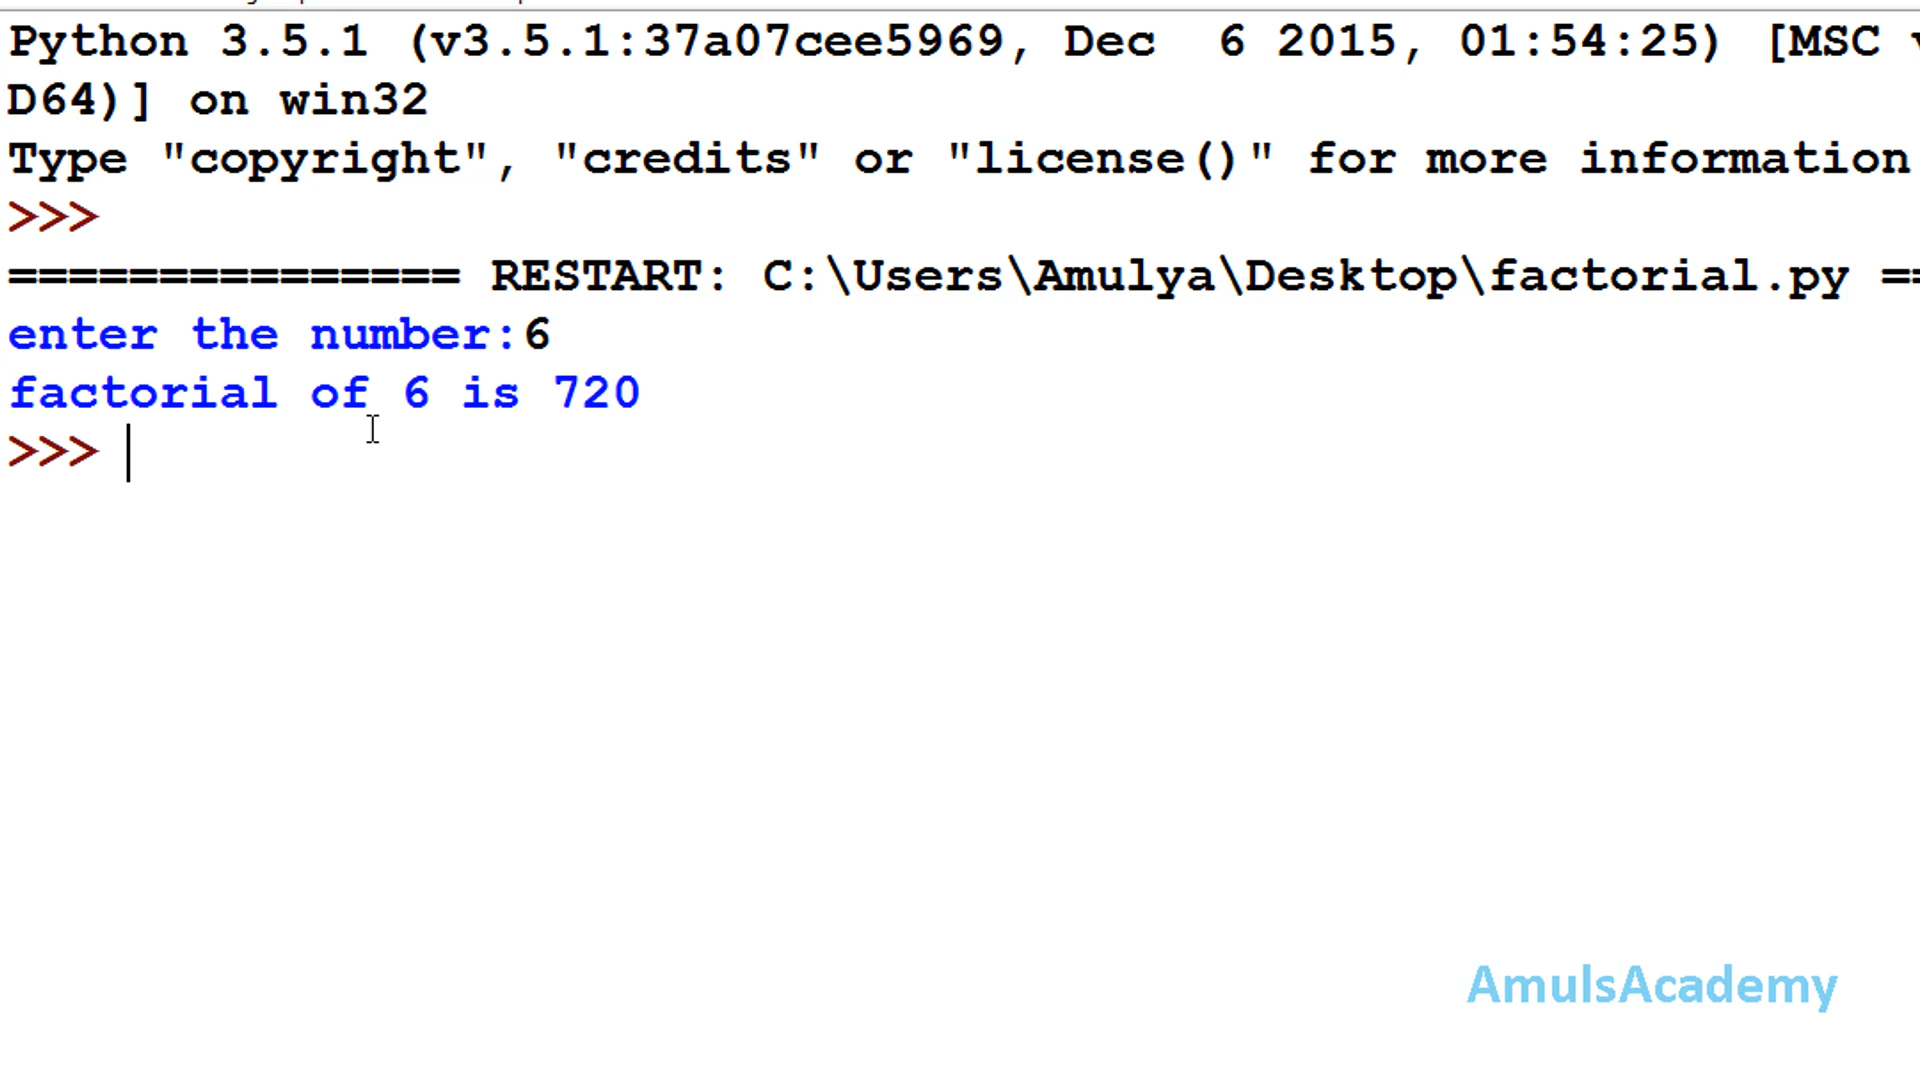 Python 3.5.1 (v3.5.1:37a07cee5969, Dec  6 2015, 01:54:25) [MSC
D64)] on win32
Type "copyright", "credits" or "license()" for more information
>>>
=============== RESTART: C:\Users\Amulya\Desktop\factorial.py ==
enter the number:6
factorial of 6 is 720
>>>
AmulsAcademy